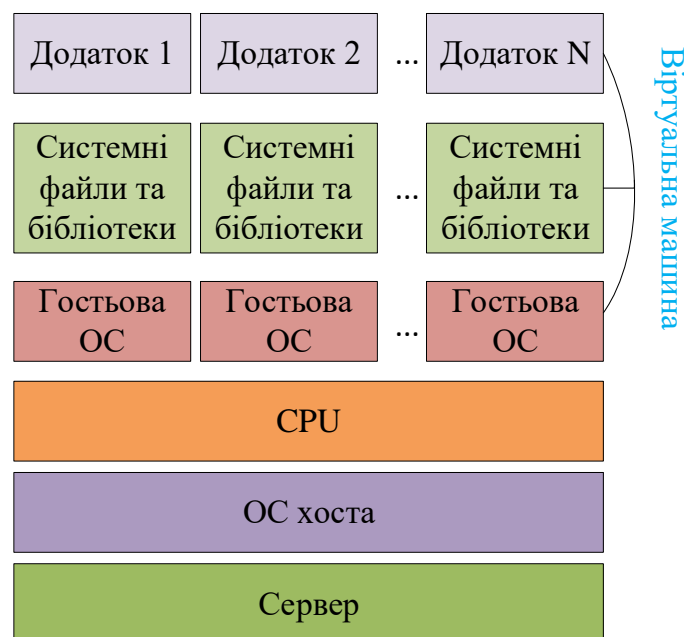 Додаток 1
Додаток 2
...
Додаток N
Системні
файли та
бібліотеки
Системні
файли та
бібліотеки
...
Системні
файли та
бібліотеки
Гостьова
ОС
Гостьова
ОС
...
Гостьова
ОС
Віртуальна машина
CPU
ОС хоста
Сервер